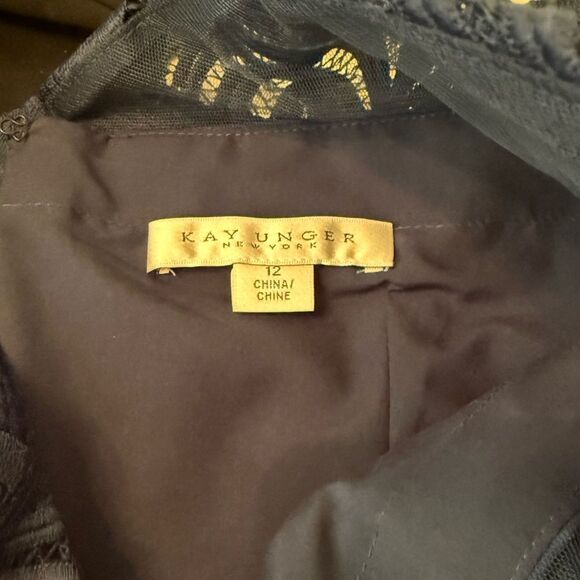 KAY UNGER
NEW YORK
12
CHINA/
CHINE